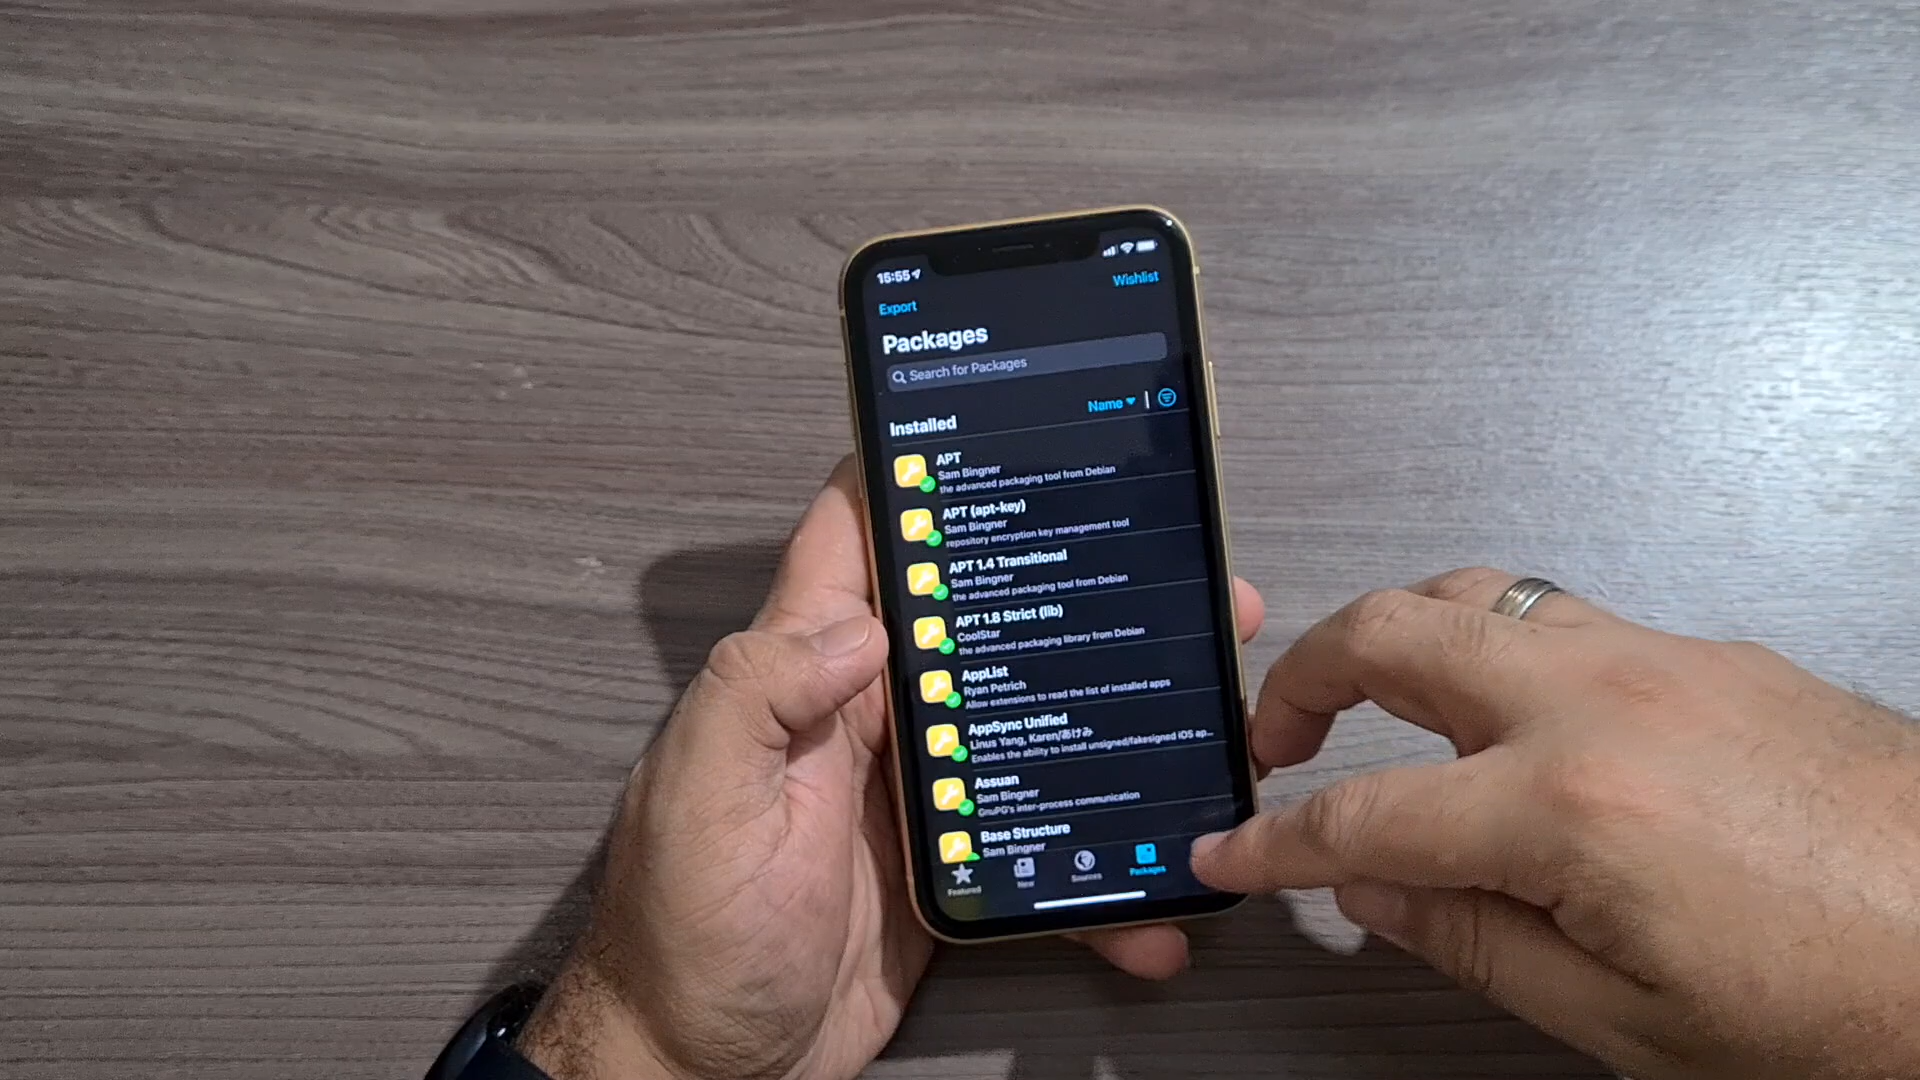 15:55
Export
Wishlist
Packages
Search for Packages
Name
Installed
APT
Sam Bingner
the advanced packaging tool from Debian
APT (apt-key)
Sam Bingner
repository encryption key management tool
APT 1.4 Transitional
Sam Bingner
the advanced packaging tool from Debian
APT 1.8 Strict (lib)
CoolStar
the advanced packaging library from Debian
AppList
Ryan Petrich
Allow extensions to read the list of installed apps
AppSync Unified
Linus Yang, Karen/あけみ
Enables the ability to install unsigned/fakesigned iOS ap...
Assuan
Sam Bingner
GnuPG's inter-process communication
Base Structure
Sam Bingner
Featured
New
Sources
Packages